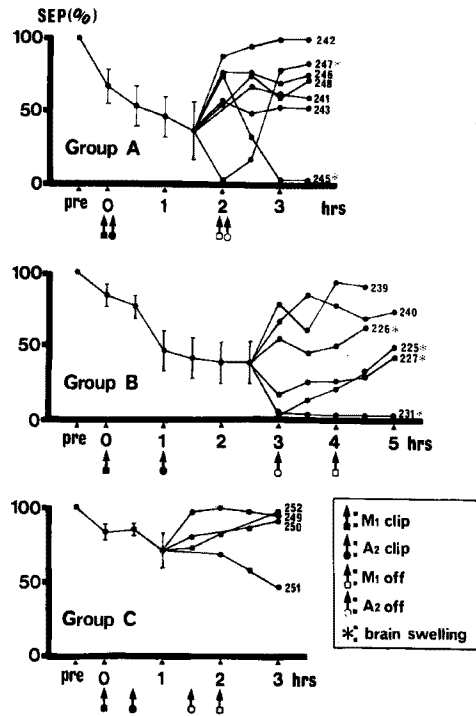 SEP(%)
100
50
0
242
247*
246
248
241
243
245*
Group A
pre 0 1 2 3 hrs
100
50
0
239
240
226*
225*
227*
231*
Group B
pre 0 1 2 3 4 5
hrs
100
50
0
252
249
250
251
Group C
pre 0 1 2 3 hrs
M1 clip
A2 clip
M1 off
A2 off
*: brain swelling